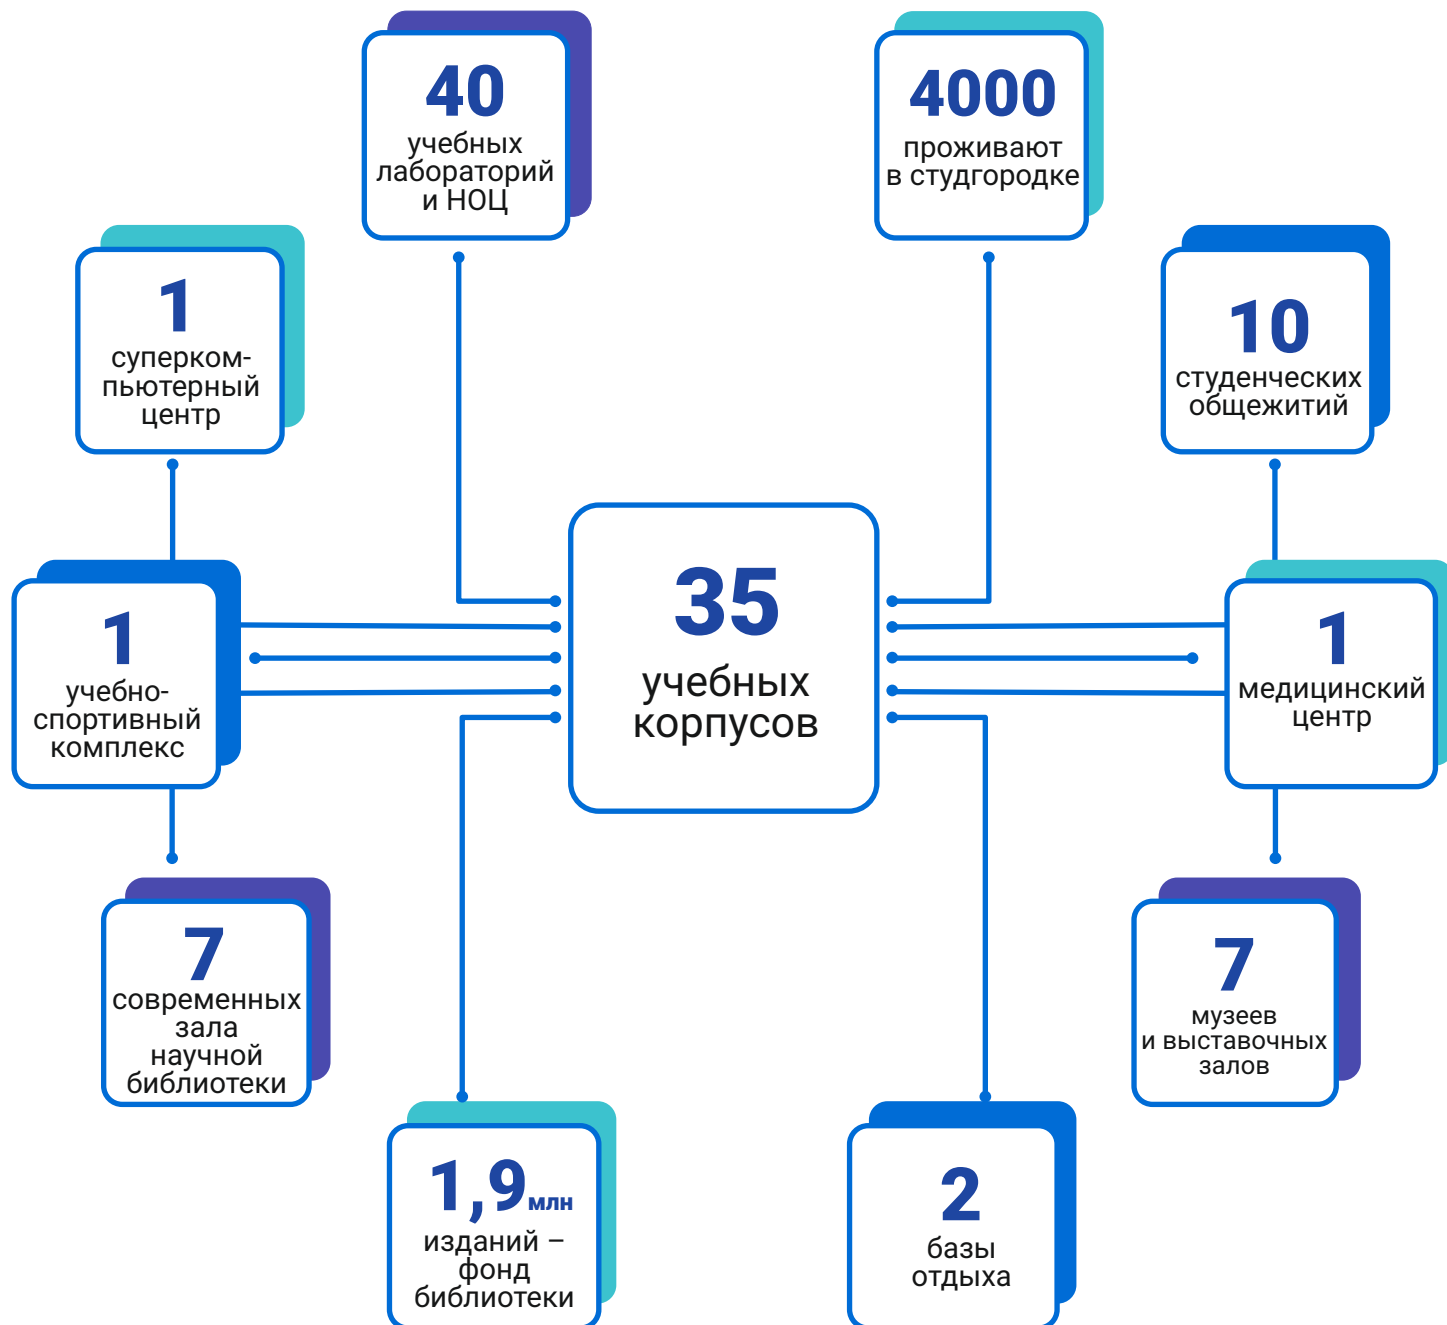 40
учебных
лабораторий
и НОЦ
4000
проживают
в студгородке
1
суперком-
пьютерный
центр
10
студенческих
общежитий
35
учебных
корпусов
1
учебно-
спортивный
комплекс
1
медицинский
центр
7
современных
зала
научной
библиотеки
7
музеев
и выставочных
залов
1,9 млн
изданий –
фонд
библиотеки
2
базы
отдыха